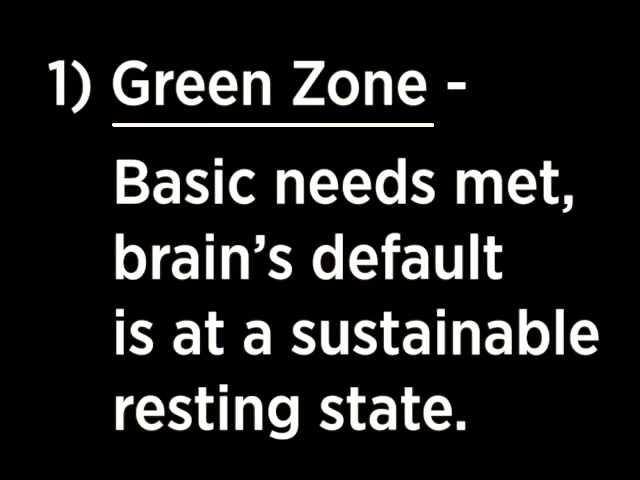 1) Green Zone -
Basic needs met,
brain’s default
is at a sustainable
resting state.